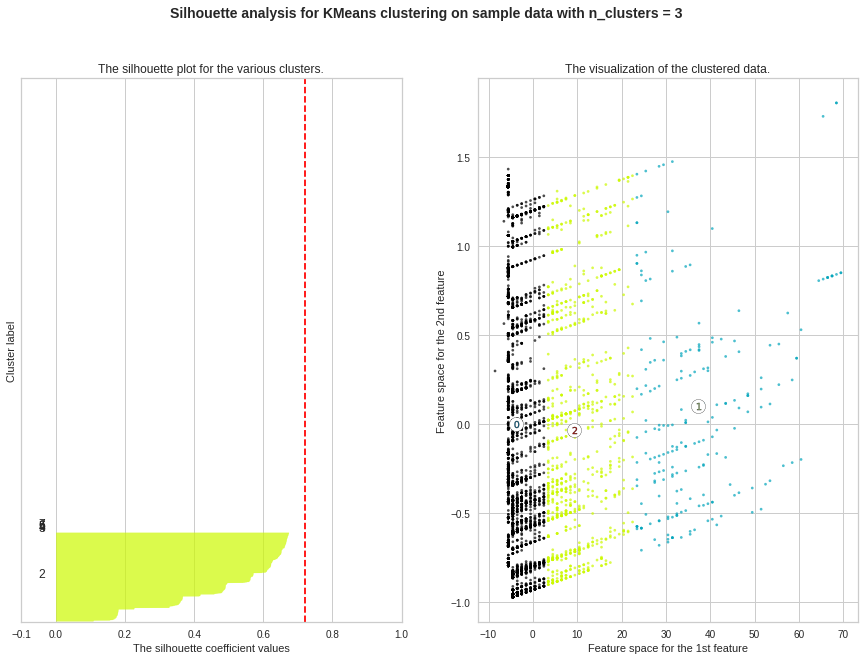 Silhouette analysis for KMeans clustering on sample data with n_clusters = 3
The silhouette plot for the various clusters.
Cluster label
2
−0.1 0.0 0.2 0.4 0.6 0.8 1.0
The silhouette coefficient values
The visualization of the clustered data.
Feature space for the 2nd feature
1.5
1.0
0.5
0.0
−0.5
−1.0
0 2 1
−10 0 10 20 30 40 50 60 70
Feature space for the 1st feature